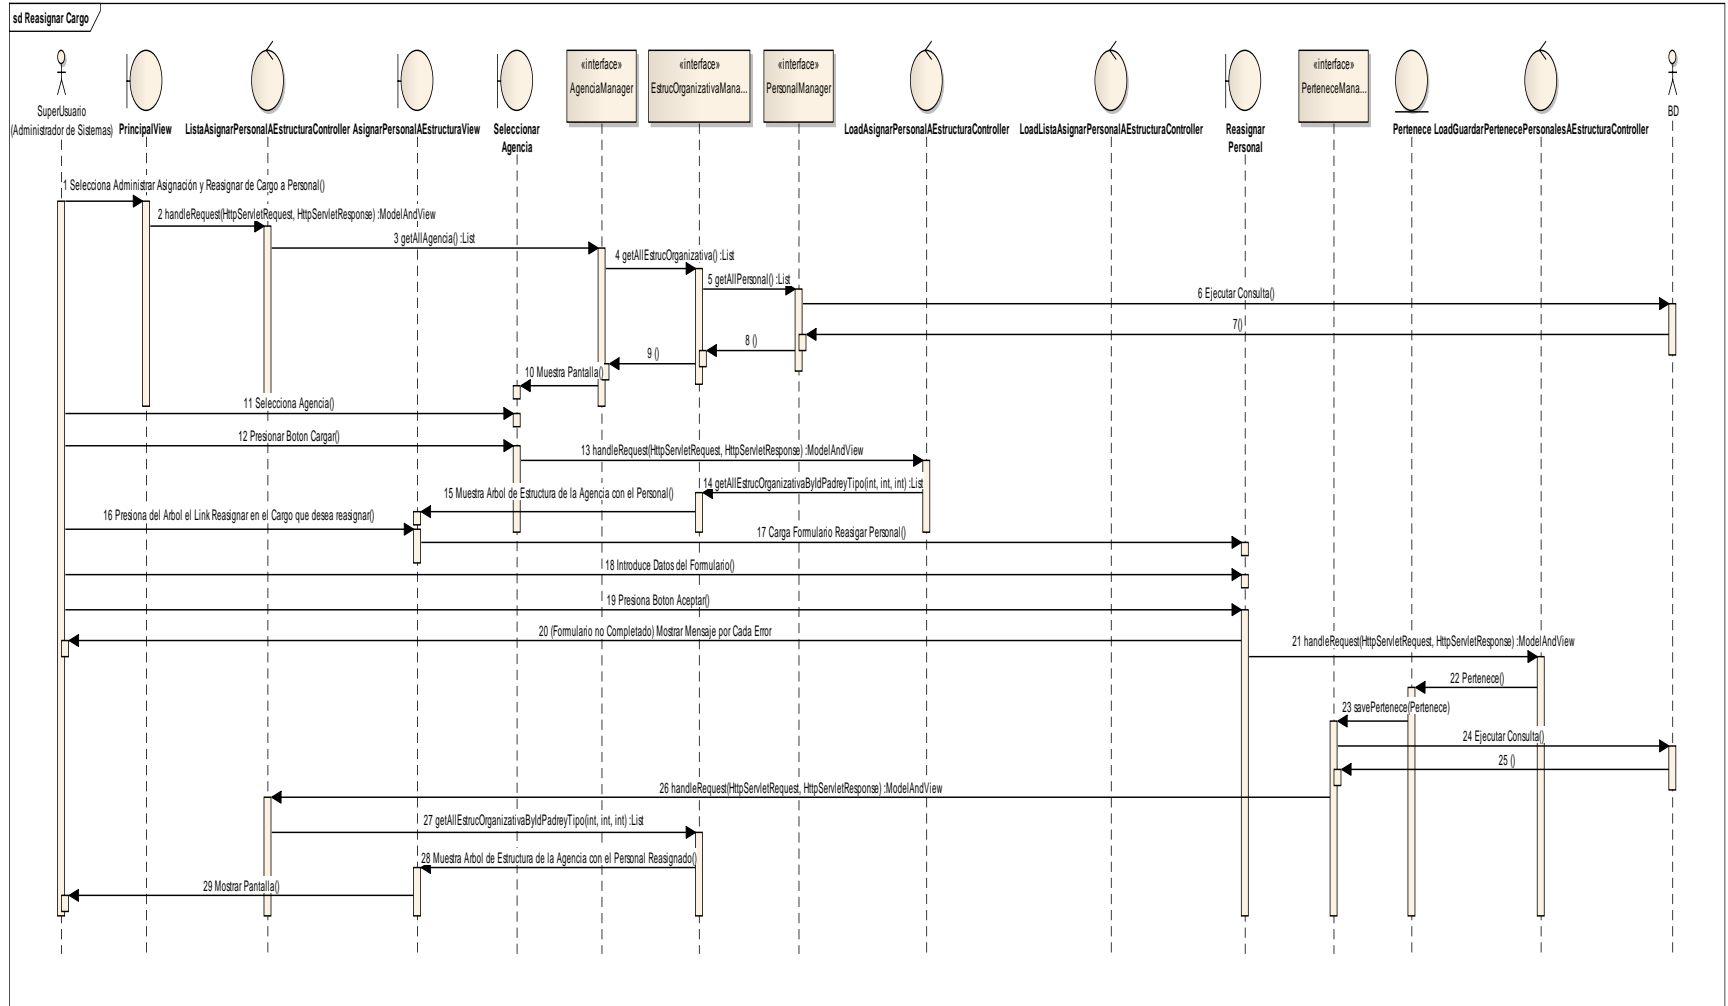 sd Reasignar Cargo
SuperUsuario
(Administrador de Sistemas)
PrincipalView
ListaAsignarPersonalAEstructuraController
AsignarPersonalAEstructuraView
Seleccionar
Agencia
«interface»
AgenciaManager
«interface»
EstrucOrganizativaMana...
«interface»
PersonalManager
LoadAsignarPersonalAEstructuraController
LoadListaAsignarPersonalAEstructuraController
Reasignar
Personal
«interface»
PerteneceMana...
Pertenece
LoadGuardarPertenecePersonalesAEstructuraController
BD
1 Selecciona Administrar Asignación y Reasignar de Cargo a Personal()
2 handleRequest(HttpServletRequest, HttpServletResponse) :ModelAndView
3 getAllAgencia() :List
4 getAllEstrucOrganizativa() :List
5 getAllPersonal() :List
6 Ejecutar Consulta()
7()
8 ()
9 ()
10 Muestra Pantalla()
11 Selecciona Agencia()
12 Presionar Boton Cargar()
13 handleRequest(HttpServletRequest, HttpServletResponse) :ModelAndView
14 getAllEstrucOrganizativaByIdPadreyTipo(int, int, int) :List
15 Muestra Arbol de Estructura de la Agencia con el Personal()
16 Presiona del Arbol el Link Reasignar en el Cargo que desea reasignar()
17 Carga Formulario Reasigar Personal()
18 Introduce Datos del Formulario()
19 Presiona Boton Aceptar()
20 (Formulario no Completado) Mostrar Mensaje por Cada Error
21 handleRequest(HttpServletRequest, HttpServletResponse) :ModelAndView
22 Pertenece()
23 savePertenece(Pertenece)
24 Ejecutar Consulta()
25 ()
26 handleRequest(HttpServletRequest, HttpServletResponse) :ModelAndView
27 getAllEstrucOrganizativaByIdPadreyTipo(int, int, int) :List
28 Muestra Arbol de Estructura de la Agencia con el Personal Reasignado()
29 Mostrar Pantalla()